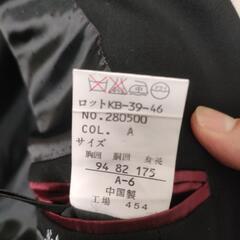 ロットKB-39-46
NO.280500
COL. A
サイズ
胸囲 胴囲 身長
94 82 175
A-6
中国製
工場 454